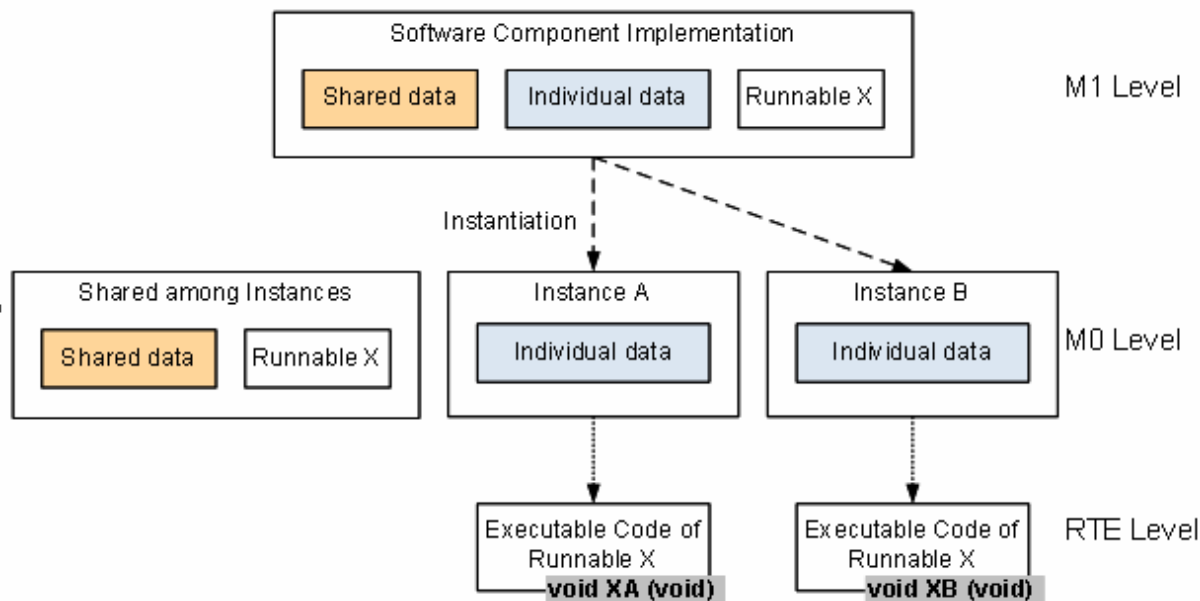 Software Component Implementation
Shared data
Individual data
Runnable X
M1 Level
Instantiation
Shared among Instances
Shared data
Runnable X
Instance A
Individual data
Instance B
Individual data
M0 Level
Executable Code of
Runnable X
void XA (void)
Executable Code of
Runnable X
void XB (void)
RTE Level